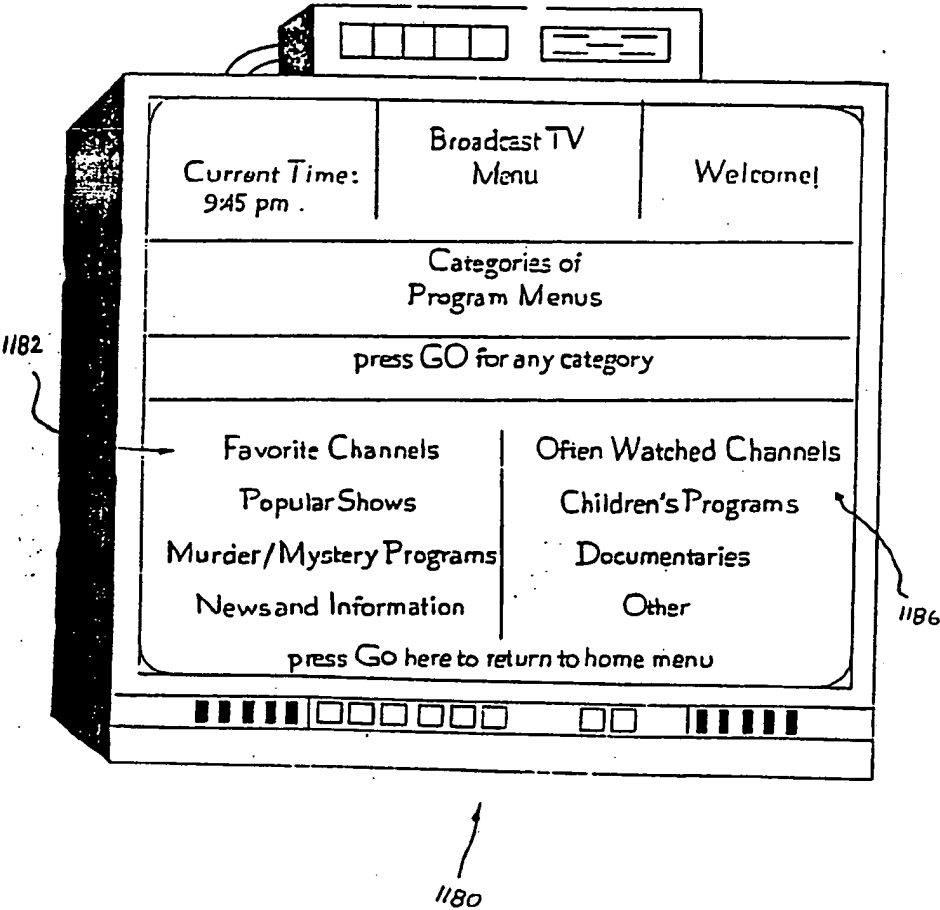 Broadcast TV
Menu
Current Time:
9:45 pm .
Welcome!
Categories of
Program Menus
press GO for any category
1182
Favorite Channels
Often Watched Channels
Popular Shows
Children's Programs
Murder/Mystery Programs
Documentaries
News and Information
Other
1186
press Go here to return to home menu
1180